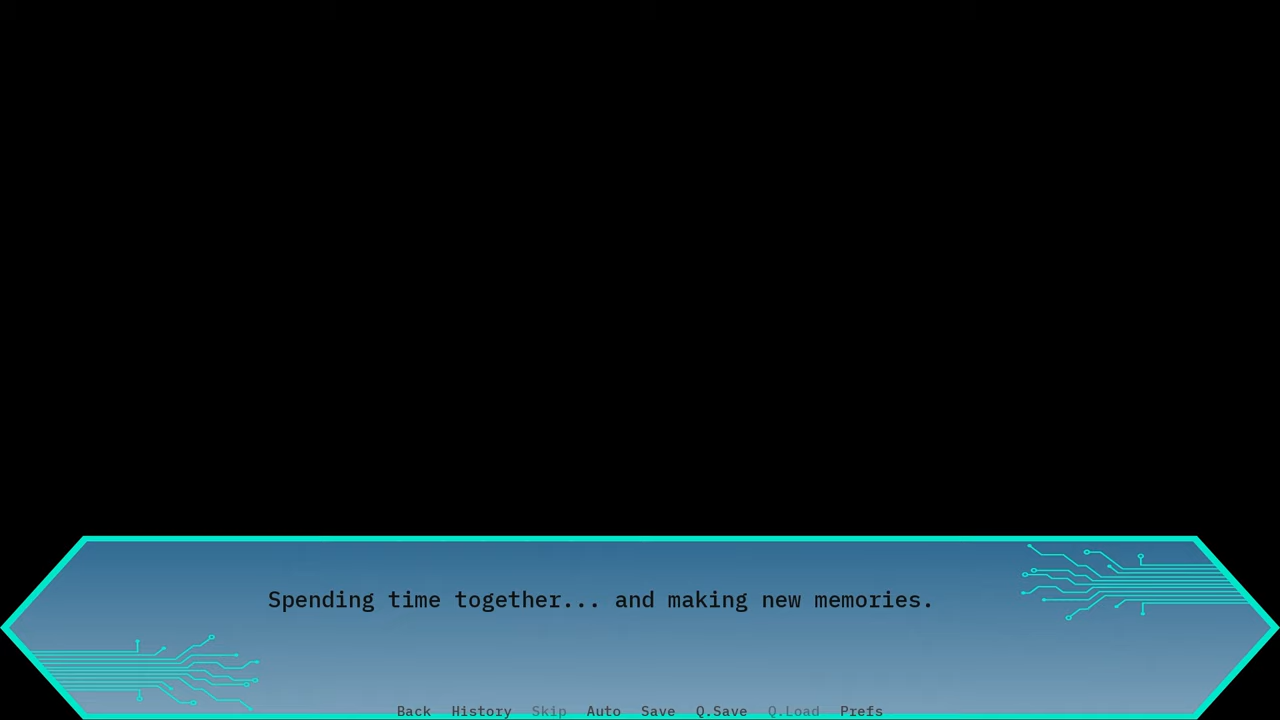 Spending time together... and making new memories.
Back History Skip Auto Save Q.Save Q.Load Prefs